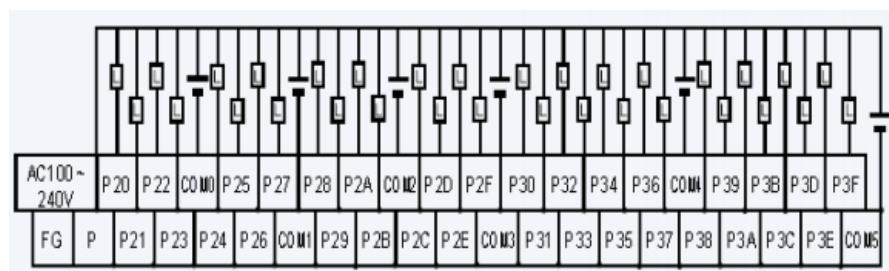 L L L L L L L L L L L L L L L L L L
L L L L L L L L L L L L L L
AC100 ~ 240V P20 P22 COM0 P25 P27 P28 P2A COM2 P2D P2F P30 P32 P34 P36 COM4 P39 P3B P3D P3F
FG P P21 P23 P24 P26 COM1 P29 P2B P2C P2E COM3 P31 P33 P35 P37 P38 P3A P3C P3E COM5